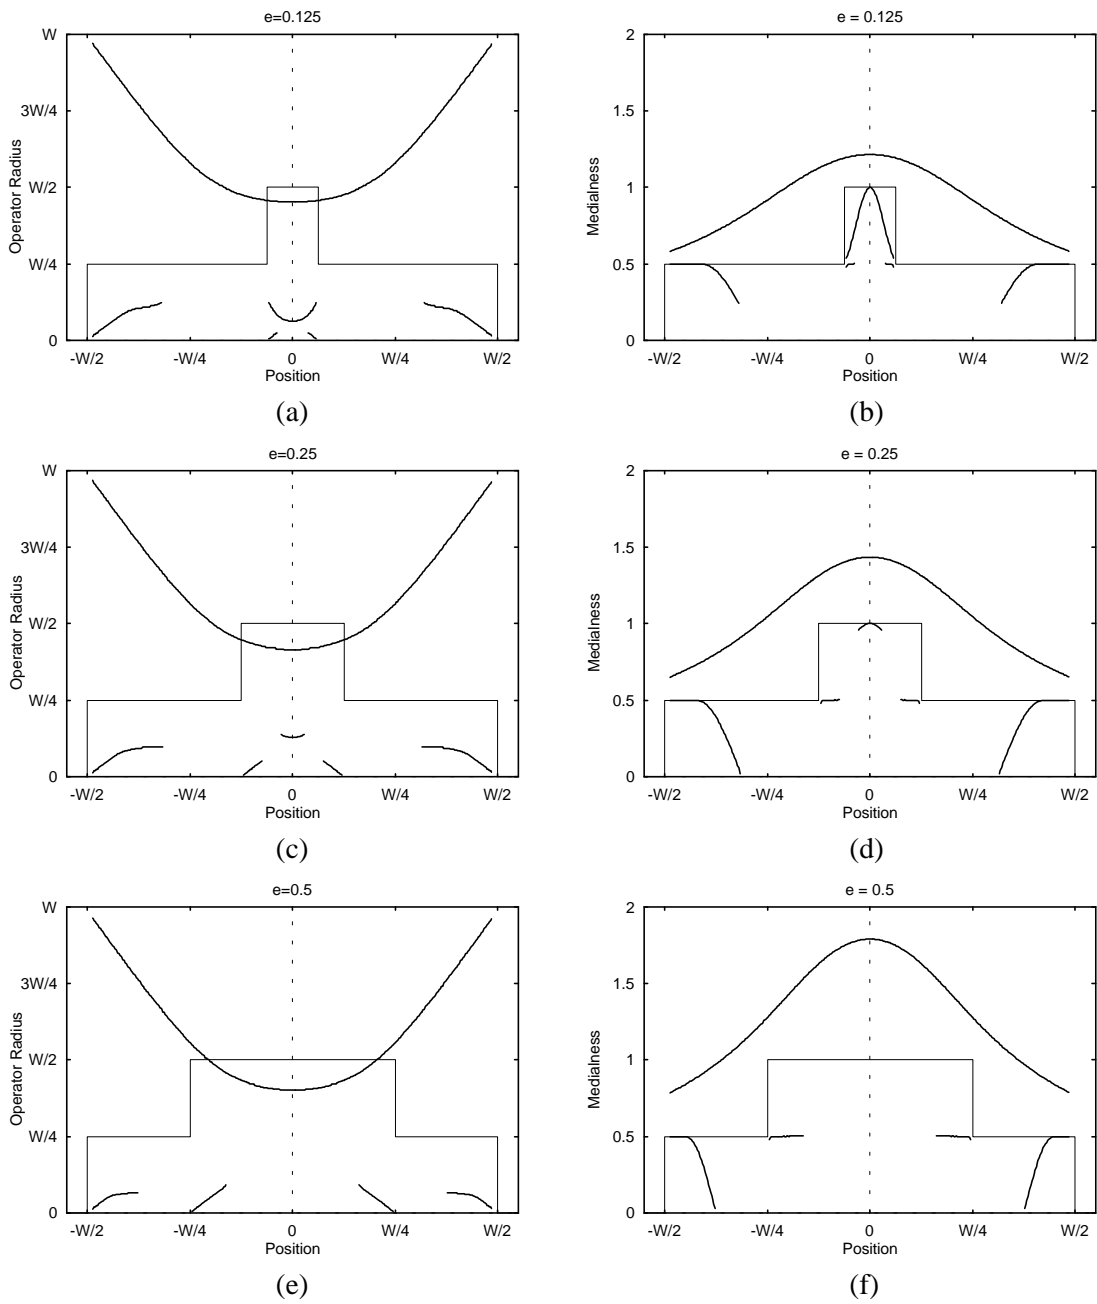 e=0.125
W
3W/4
W/2
W/4
0
Operator Radius
-W/2
-W/4
0
W/4
W/2
Position
(a)
e = 0.125
2
1.5
1
0.5
0
Medialness
-W/2
-W/4
0
W/4
W/2
Position
(b)
e=0.25
W
3W/4
W/2
W/4
0
Operator Radius
-W/2
-W/4
0
W/4
W/2
Position
(c)
e = 0.25
2
1.5
1
0.5
0
Medialness
-W/2
-W/4
0
W/4
W/2
Position
(d)
e=0.5
W
3W/4
W/2
W/4
0
Operator Radius
-W/2
-W/4
0
W/4
W/2
Position
(e)
e = 0.5
2
1.5
1
0.5
0
Medialness
-W/2
-W/4
0
W/4
W/2
Position
(f)